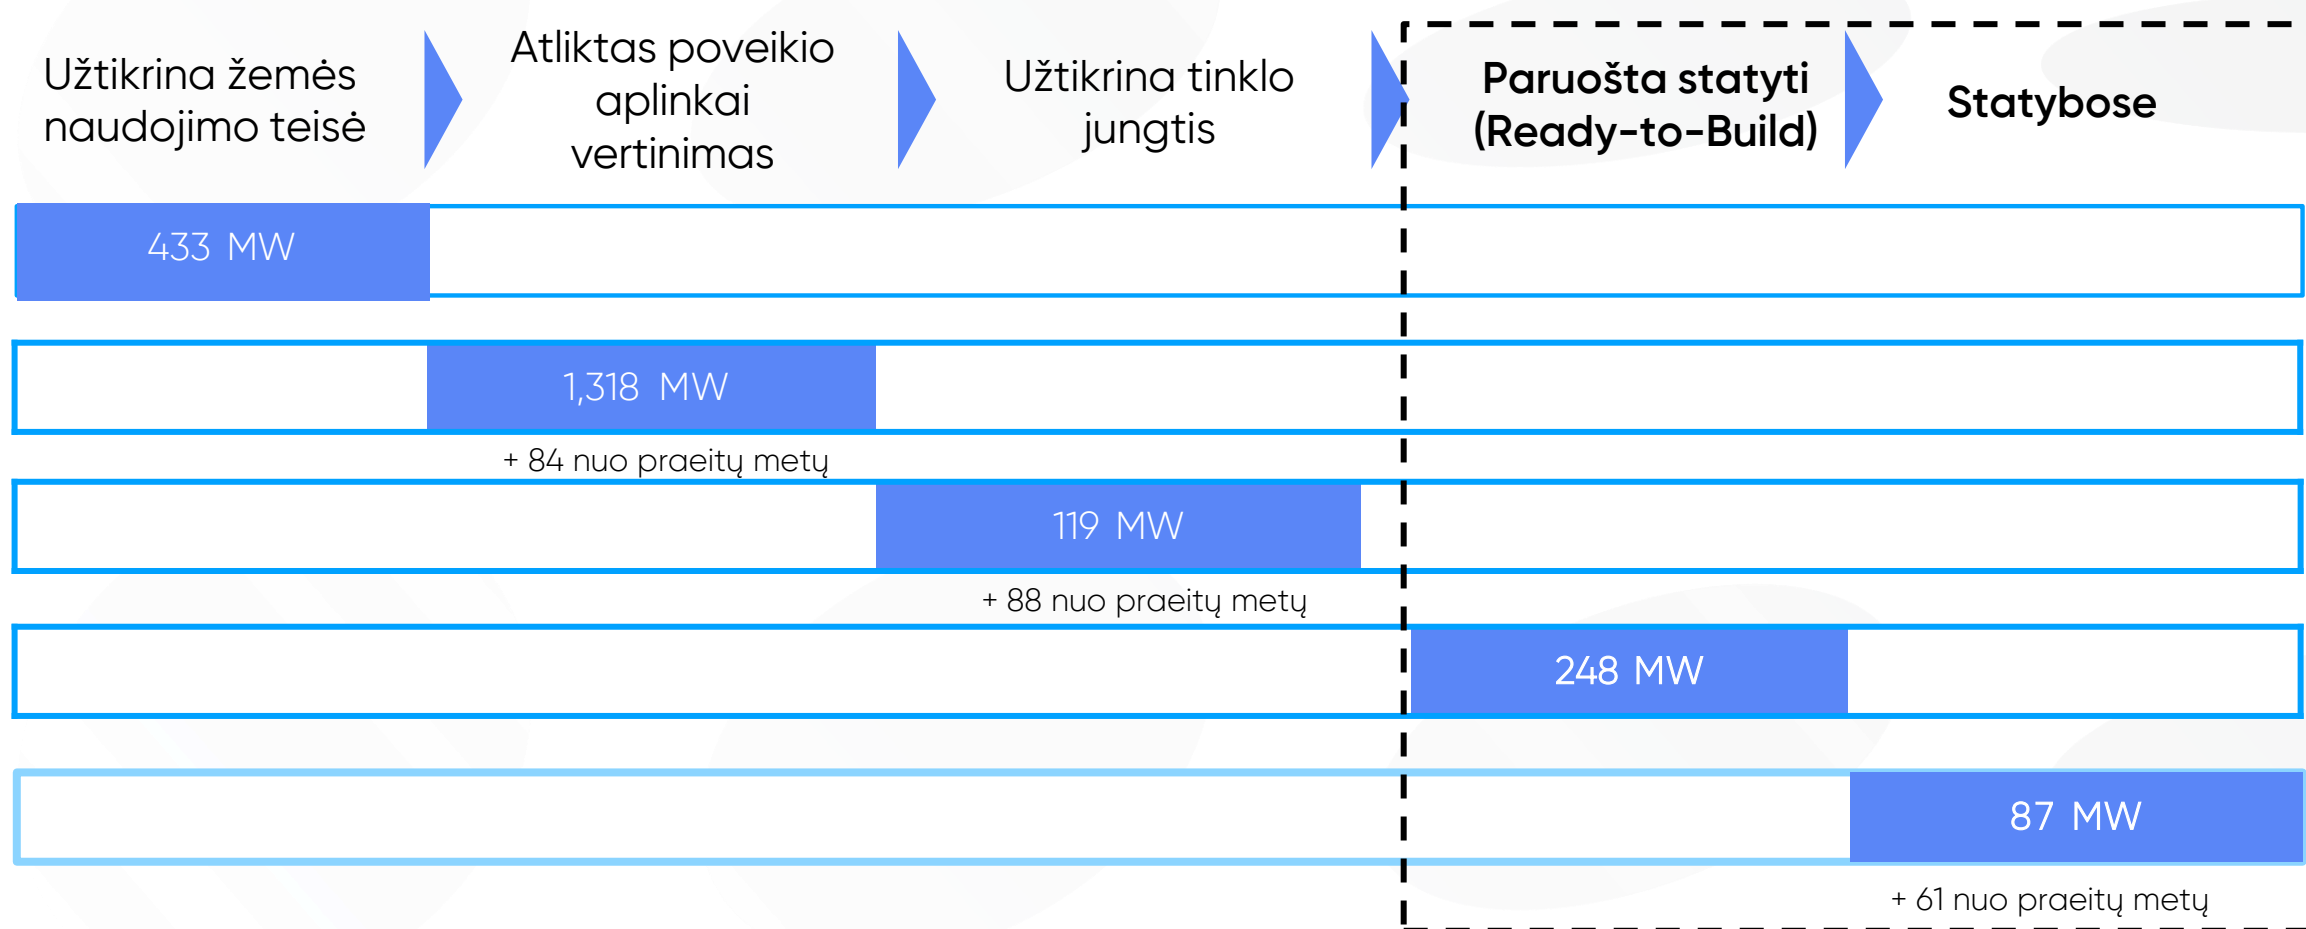 Užtikrina žemės
naudojimo teisė
Atliktas poveikio
aplinkai
vertinimas
Užtikrina tinklo
jungtis
Paruošta statyti
(Ready-to-Build)
Statybose
433 MW
1,318 MW
+ 84 nuo praeitų metų
119 MW
+ 88 nuo praeitų metų
248 MW
87 MW
+ 61 nuo praeitų metų